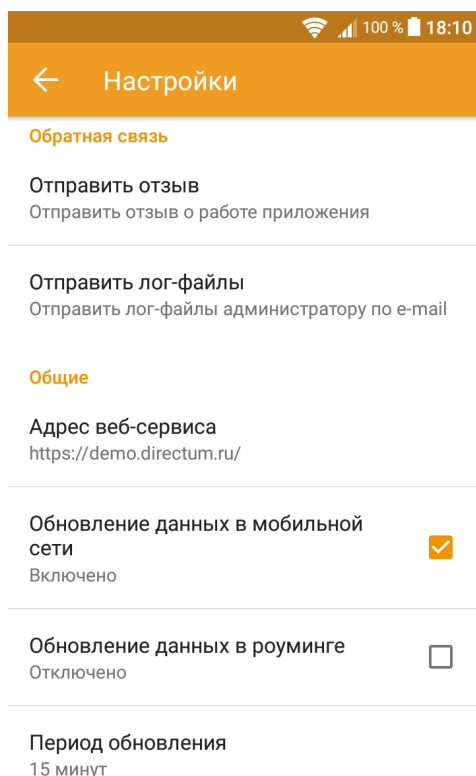 100 % 18:10
Настройки
Обратная связь
Отправить отзыв
Отправить отзыв о работе приложения
Отправить лог-файлы
Отправить лог-файлы администратору по e-mail
Общие
Адрес веб-сервиса
https://demo.directum.ru/
Обновление данных в мобильной
сети
Включено
Обновление данных в роуминге
Отключено
Период обновления
15 минут